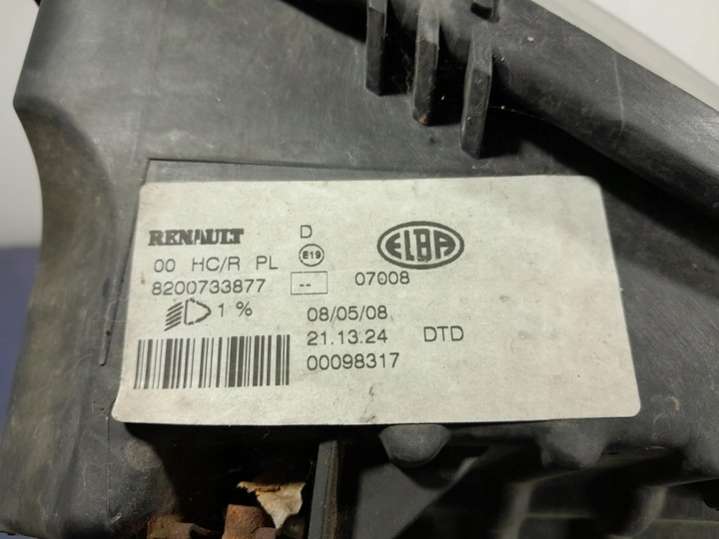 RENAULT D ELBA
00 HC/R PL E19
8200733877 -- 07008
1 % 08/05/08
21.13.24 DTD
00098317